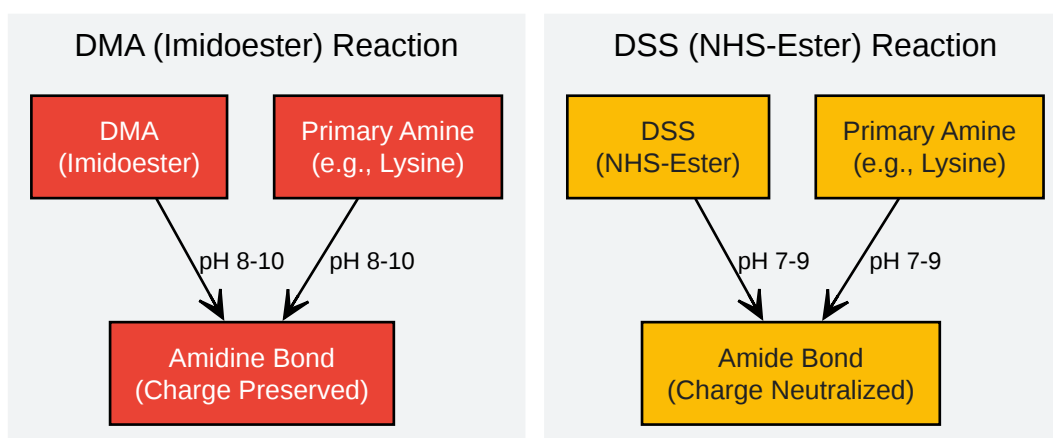 DMA (Imidoester) Reaction
DMA
(Imidoester)
Primary Amine
(e.g., Lysine)
pH 8-10
pH 8-10
Amidine Bond
(Charge Preserved)
DSS (NHS-Ester) Reaction
DSS
(NHS-Ester)
Primary Amine
(e.g., Lysine)
pH 7-9
pH 7-9
Amide Bond
(Charge Neutralized)